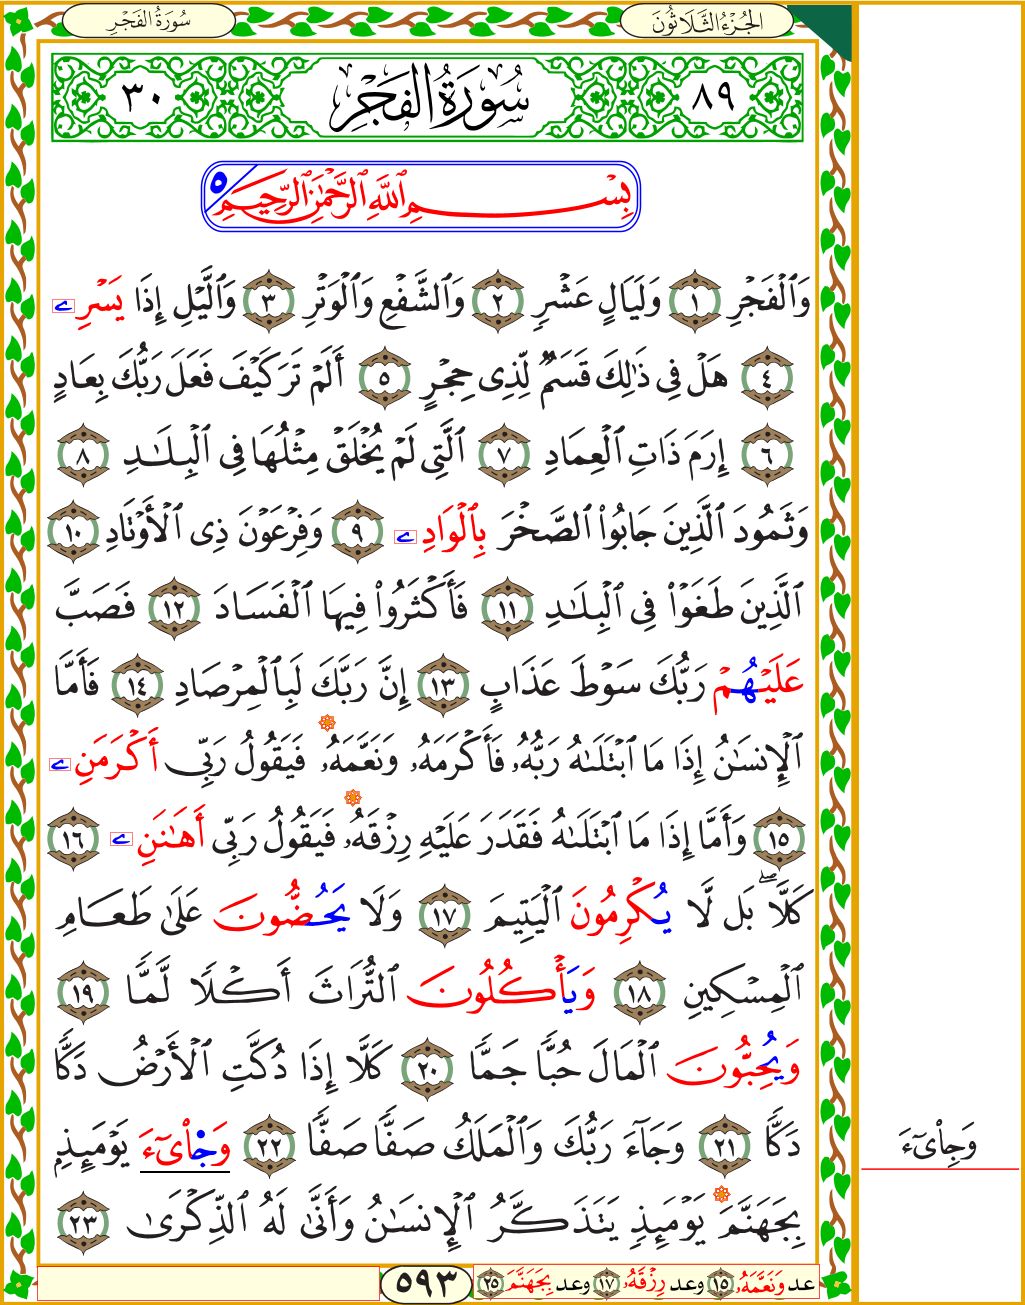 الجُزْءُ الثَّلَاثُونَ
سُورَةُ الفَجْرِ
٨٩ سُورَةُ الفَجْرِ ٣٠
بِسْمِ ٱللَّهِ ٱلرَّحْمَٰنِ ٱلرَّحِيمِ ٥
وَٱلْفَجْرِ ١ وَلَيَالٍ عَشْرٍ ٢ وَٱلشَّفْعِ وَٱلْوَتْرِ ٣ وَٱلَّيْلِ إِذَا يَسْرِۦ
٤ هَلْ فِى ذَٰلِكَ قَسَمٌ لِّذِى حِجْرٍ ٥ أَلَمْ تَرَ كَيْفَ فَعَلَ رَبُّكَ بِعَادٍ
٦ إِرَمَ ذَاتِ ٱلْعِمَادِ ٧ ٱلَّتِى لَمْ يُخْلَقْ مِثْلُهَا فِى ٱلْبِلَٰدِ ٨
وَثَمُودَ ٱلَّذِينَ جَابُوا۟ ٱلصَّخْرَ بِٱلْوَادِۦ ٩ وَفِرْعَوْنَ ذِى ٱلْأَوْتَادِ ١٠
ٱلَّذِينَ طَغَوْا۟ فِى ٱلْبِلَٰدِ ١١ فَأَكْثَرُوا۟ فِيهَا ٱلْفَسَادَ ١٢ فَصَبَّ
عَلَيْهُمْ رَبُّكَ سَوْطَ عَذَابٍ ١٣ إِنَّ رَبَّكَ لَبِٱلْمِرْصَادِ ١٤ فَأَمَّا
ٱلْإِنسَٰنُ إِذَا مَا ٱبْتَلَىٰهُ رَبُّهُۥ فَأَكْرَمَهُۥ وَنَعَّمَهُۥ فَيَقُولُ رَبِّى أَكْرَمَنِۦ
١٥ وَأَمَّا إِذَا مَا ٱبْتَلَىٰهُ فَقَدَرَ عَلَيْهِ رِزْقَهُۥ فَيَقُولُ رَبِّى أَهَٰنَنِۦ ١٦
كَلَّاۖ بَل لَّا يُكْرِمُونَ ٱلْيَتِيمَ ١٧ وَلَا يَحُضُّونَ عَلَىٰ طَعَامِ
ٱلْمِسْكِينِ ١٨ وَيَأْكُلُونَ ٱلتُّرَاثَ أَكْلًا لَّمًّا ١٩
وَيُحِبُّونَ ٱلْمَالَ حُبًّا جَمًّا ٢٠ كَلَّا إِذَا دُكَّتِ ٱلْأَرْضُ دَكًّا
دَكًّا ٢١ وَجَآءَ رَبُّكَ وَٱلْمَلَكُ صَفًّا صَفًّا ٢٢ وَجِا۟ىٓءَ يَوْمَئِذٍ
بِجَهَنَّمَ يَوْمَئِذٍ يَتَذَكَّرُ ٱلْإِنسَٰنُ وَأَنَّىٰ لَهُ ٱلذِّكْرَىٰ ٢٣
وَجِا۟ىٓءَ
عد وَنَعَّمَهُۥ ١٥ وعد رِزْقَهُۥ ١٧ وعد بِجَهَنَّمَ ٢٥
٥٩٣